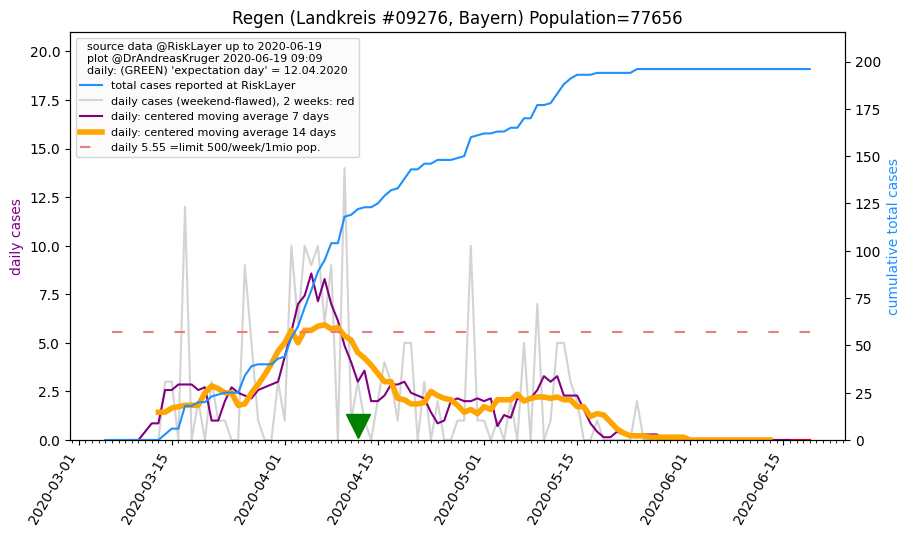 Regen (Landkreis #09276, Bayern) Population=77656
source data @RiskLayer up to 2020-06-19
plot @DrAndreasKruger 2020-06-19 09:09
daily: (GREEN) 'expectation day' = 12.04.2020
total cases reported at RiskLayer
daily cases (weekend-flawed), 2 weeks: red
daily: centered moving average 7 days
daily: centered moving average 14 days
daily 5.55 =limit 500/week/1mio pop.
daily cases
20.0
17.5
15.0
12.5
10.0
7.5
5.0
2.5
0.0
cumulative total cases
200
175
150
125
100
75
50
25
0
2020-03-01
2020-03-15
2020-04-01
2020-04-15
2020-05-01
2020-05-15
2020-06-01
2020-06-15